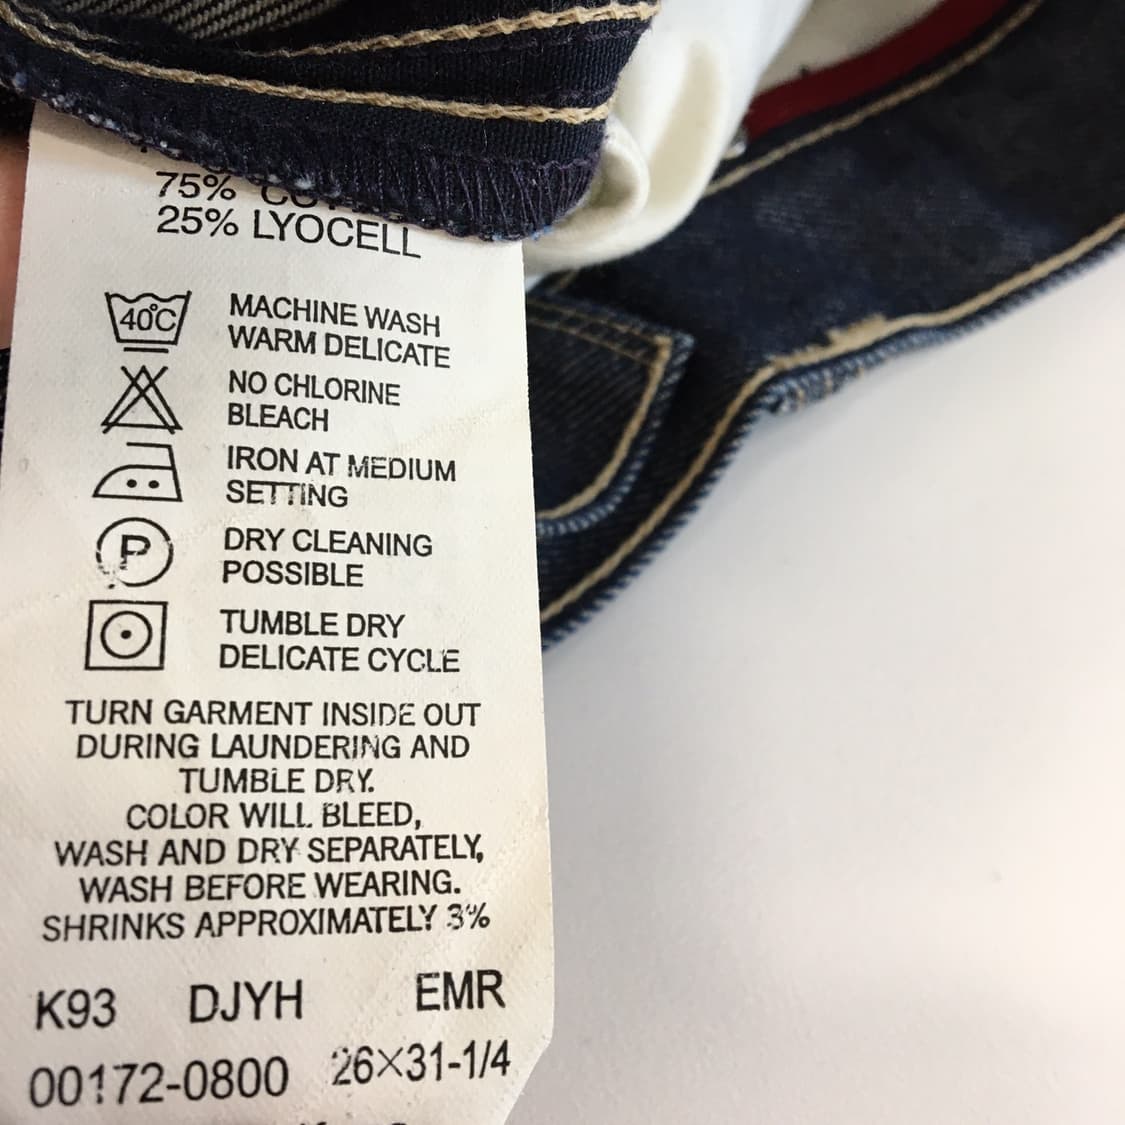 75%
25% LYOCELL
40°C
MACHINE WASH
WARM DELICATE
NO CHLORINE
BLEACH
IRON AT MEDIUM
SETTING
P
DRY CLEANING
POSSIBLE
TUMBLE DRY
DELICATE CYCLE
TURN GARMENT INSIDE OUT
DURING LAUNDERING AND
TUMBLE DRY.
COLOR WILL BLEED,
WASH AND DRY SEPARATELY,
WASH BEFORE WEARING.
SHRINKS APPROXIMATELY 3%
K93 DJYH EMR
00172-0800 26×31-1/4